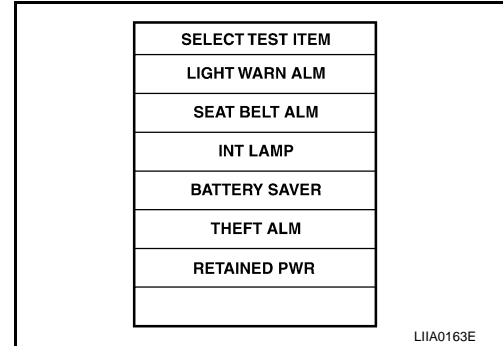 SELECT TEST ITEM
LIGHT WARN ALM
SEAT BELT ALM
INT LAMP
BATTERY SAVER
THEFT ALM
RETAINED PWR
LIIA0163E